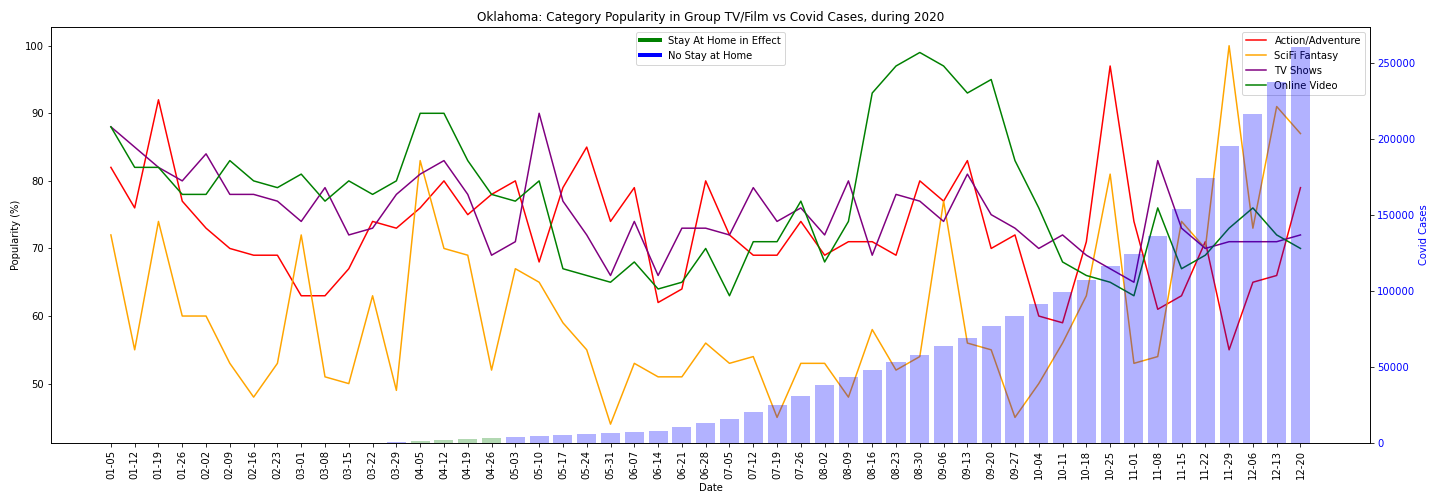 Oklahoma: Category Popularity in Group TV/Film vs Covid Cases, during 2020
Stay At Home in Effect
No Stay at Home
Action/Adventure
SciFi Fantasy
TV Shows
Online Video
Popularity (%)
100
90
80
70
60
50
Covid Cases
250000
200000
150000
100000
50000
0
01-05 01-12 01-19 01-26 02-02 02-09 02-16 02-23 03-01 03-08 03-15 03-22 03-29 04-05 04-12 04-19 04-26 05-03 05-10 05-17 05-24 05-31 06-07 06-14 06-21 06-28 07-05 07-12 07-19 07-26 08-02 08-09 08-16 08-23 08-30 09-06 09-13 09-20 09-27 10-04 10-11 10-18 10-25 11-01 11-08 11-15 11-22 11-29 12-06 12-13 12-20
Date